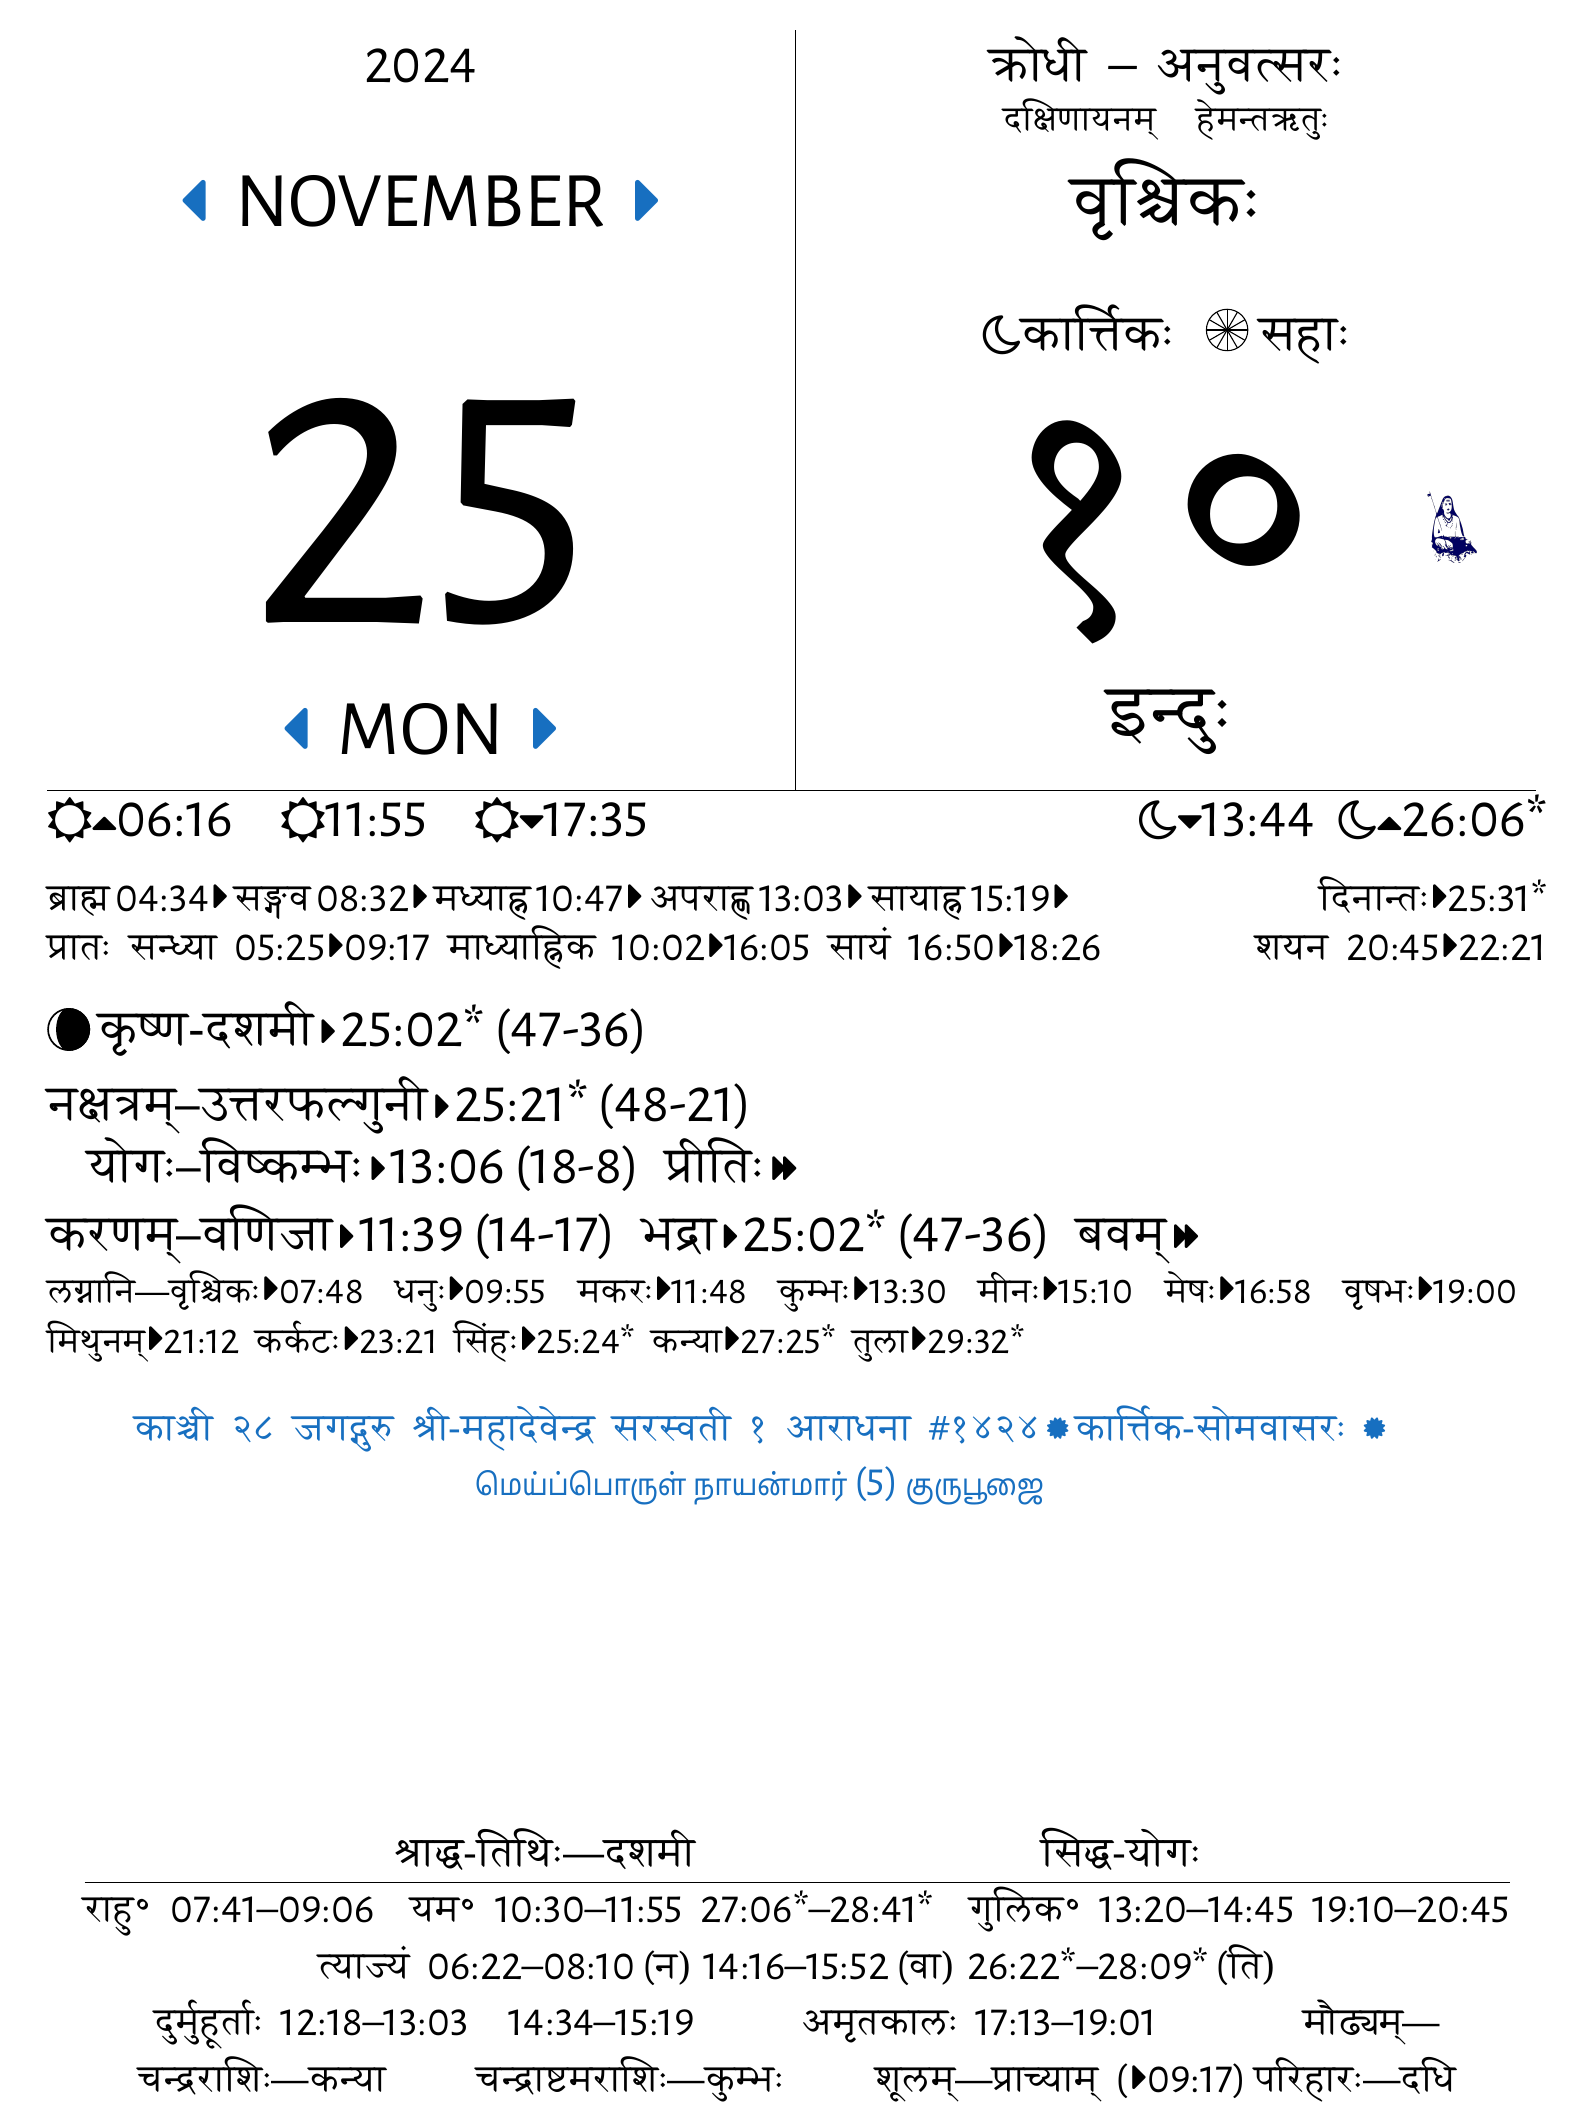 2024
NOVEMBER
25
MON
क्रोधी – अनुवत्सरः
दक्षिणायनम् हेमन्तऋतुः
वृश्चिकः
कार्त्तिकः सहाः
१०
इन्दुः
06:16 11:55 17:35 13:44 26:06*
ब्राह्म 04:34 सङ्गव 08:32 मध्याह्न 10:47 अपराह्ण 13:03 सायाह्न 15:19 दिनान्तः 25:31*
प्रातः सन्ध्या 05:25 09:17 माध्याह्निक 10:02 16:05 सायं 16:50 18:26 शयन 20:45 22:21
कृष्ण-दशमी 25:02* (47-36)
नक्षत्रम्–उत्तरफल्गुनी 25:21* (48-21)
योगः–विष्कम्भः 13:06 (18-8) प्रीतिः
करणम्–वणिजा 11:39 (14-17) भद्रा 25:02* (47-36) बवम्
लग्नानि—वृश्चिकः 07:48 धनुः 09:55 मकरः 11:48 कुम्भः 13:30 मीनः 15:10 मेषः 16:58 वृषभः 19:00
मिथुनम् 21:12 कर्कटः 23:21 सिंहः 25:24* कन्या 27:25* तुला 29:32*
काञ्ची २८ जगद्गुरु श्री-महादेवेन्द्र सरस्वती १ आराधना #१४२४ कार्त्तिक-सोमवासरः
மெய்ப்பொருள் நாயன்மார் (5) குருபூஜை
श्राद्ध-तिथिः—दशमी सिद्ध-योगः
राहु॰ 07:41–09:06 यम॰ 10:30–11:55 27:06*–28:41* गुलिक॰ 13:20–14:45 19:10–20:45
त्याज्यं 06:22–08:10 (न) 14:16–15:52 (वा) 26:22*–28:09* (ति)
दुर्मुहूर्ताः 12:18–13:03 14:34–15:19 अमृतकालः 17:13–19:01 मौढ्यम्—
चन्द्रराशिः—कन्या चन्द्राष्टमराशिः—कुम्भः शूलम्—प्राच्याम् (09:17) परिहारः—दधि